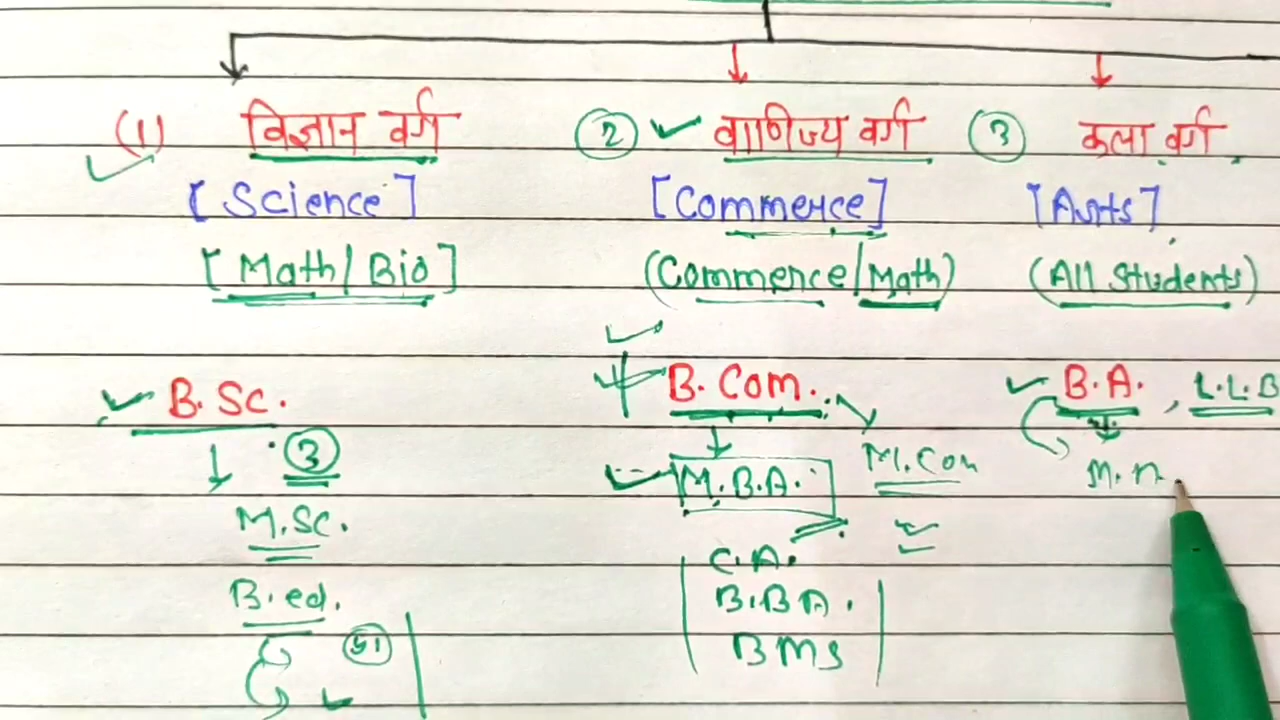 (1) विज्ञान वर्ग
[Science]
[Math/Bio]
B.Sc.
3
M.Sc.
B.ed.
2 वाणिज्य वर्ग
[Commerce]
(Commence/Math)
B.Com.
M.B.A.
M.Com
C.A.
B.B.A.
BMS
3 कला वर्ग
[Arts]
(All Students)
B.A., L.L.B